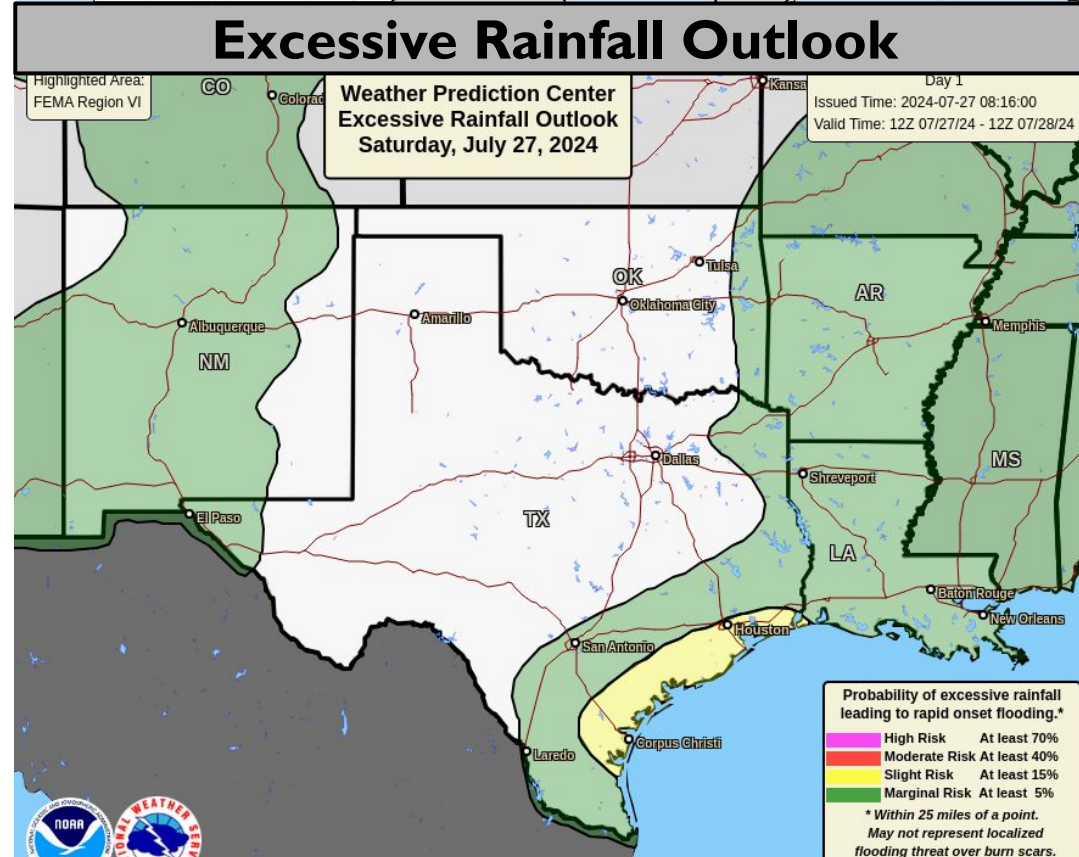 Excessive Rainfall Outlook
Highlighted Area:
FEMA Region VI
Weather Prediction Center
Excessive Rainfall Outlook
Saturday, July 27, 2024
Day 1
Issued Time: 2024-07-27 08:16:00
Valid Time: 12Z 07/27/24 - 12Z 07/28/24
CO
Colorad
Kansa
OK
Tulsa
Oklahoma City
AR
Amarillo
Albuquerque
Memphis
NM
Dallas
MS
Shreveport
El Paso
TX
LA
Baton Rouge
New Orleans
Houston
San Antonio
Corpus Christi
Laredo
Probability of excessive rainfall
leading to rapid onset flooding.*
High Risk At least 70%
Moderate Risk At least 40%
Slight Risk At least 15%
Marginal Risk At least 5%
* Within 25 miles of a point.
May not represent localized
flooding threat over burn scars.
NOAA
WEATHER